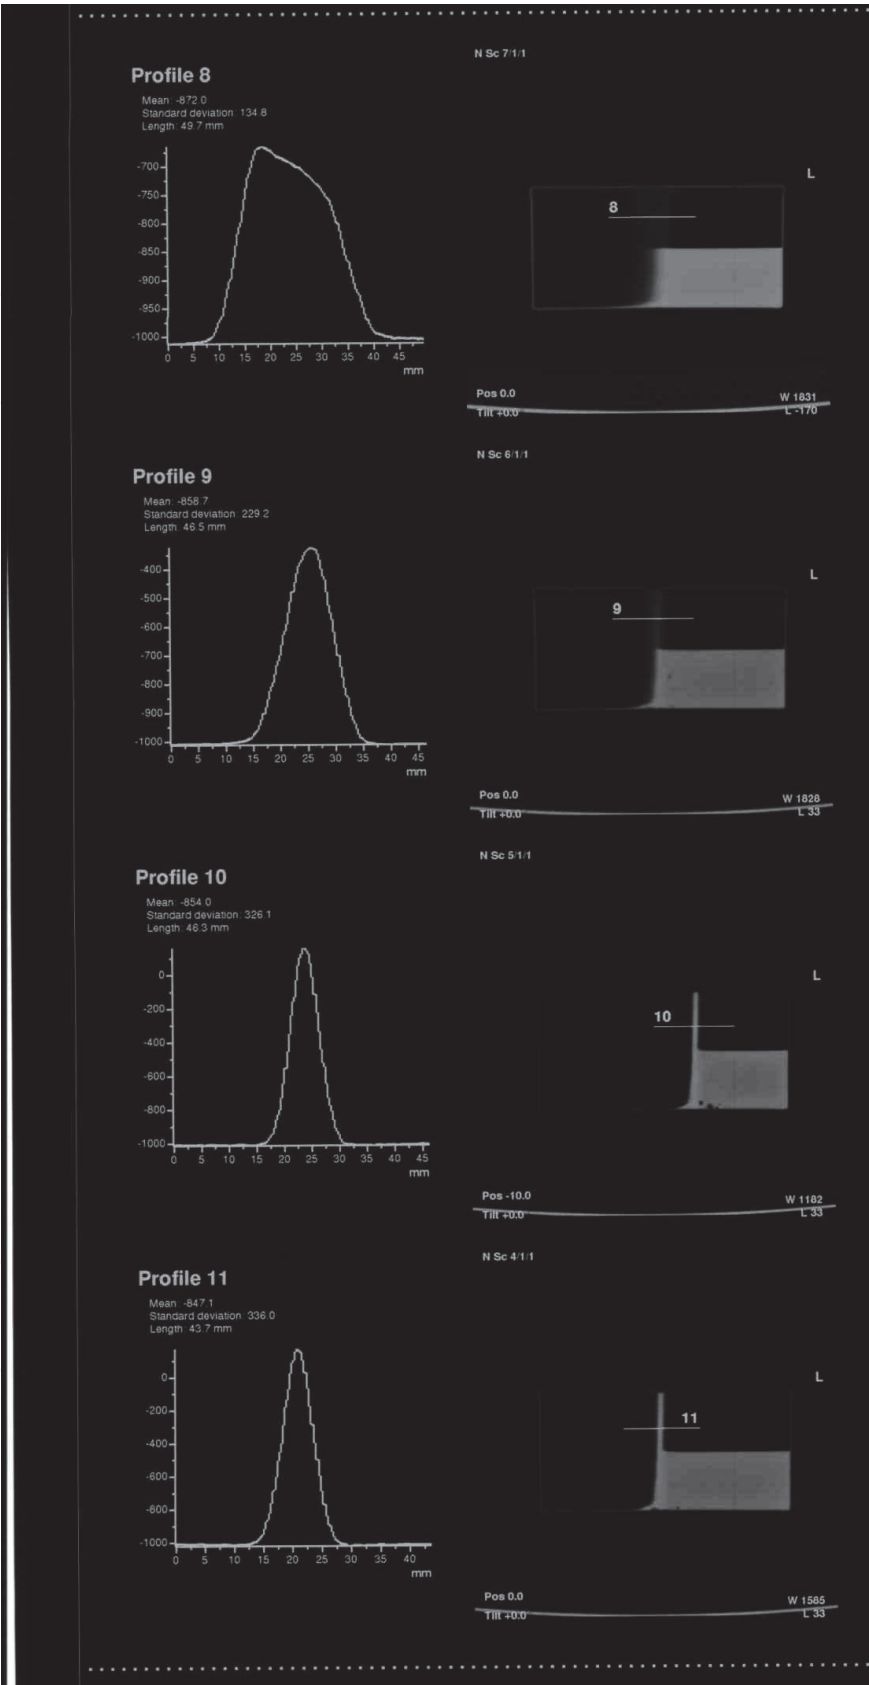 N Sc 7/1/1
Profile 8
Mean: -872.0
Standard deviation: 134.8
Length: 49.7 mm
-700
-750
-800
-850
-900
-950
-1000
0 5 10 15 20 25 30 35 40 45
mm
L
8
Pos 0.0
Tilt +0.0
W 1831
L -170
N Sc 6/1/1
Profile 9
Mean: -858.7
Standard deviation: 229.2
Length: 46.5 mm
-400
-500
-600
-700
-800
-900
-1000
0 5 10 15 20 25 30 35 40 45
mm
L
9
Pos 0.0
Tilt +0.0
W 1828
L 33
N Sc 5/1/1
Profile 10
Mean: -854.0
Standard deviation: 326.1
Length: 46.3 mm
0
-200
-400
-600
-800
-1000
0 5 10 15 20 25 30 35 40 45
mm
L
10
Pos -10.0
Tilt +0.0
W 1182
L 33
N Sc 4/1/1
Profile 11
Mean: -847.1
Standard deviation: 336.0
Length: 43.7 mm
0
-200
-400
-600
-800
-1000
0 5 10 15 20 25 30 35 40
mm
L
11
Pos 0.0
Tilt +0.0
W 1585
L 33